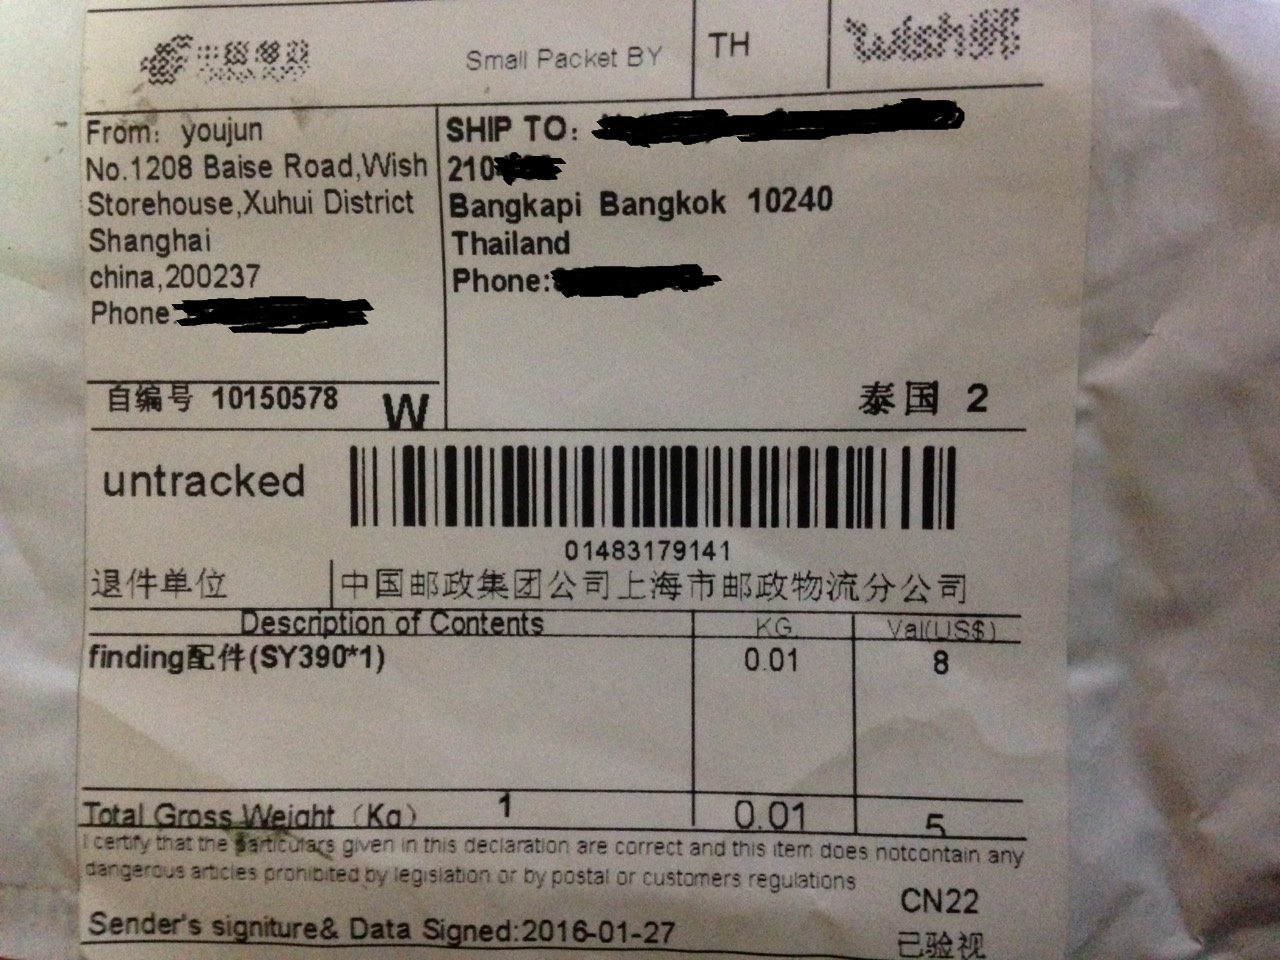 Small Packet BY
TH
Wish邮
From: youjun
No.1208 Baise Road,Wish
Storehouse,Xuhui District
Shanghai
china,200237
Phone:
SHIP TO:
210
Bangkapi Bangkok 10240
Thailand
Phone:
自编号 10150578
W
泰国 2
untracked
01483179141
退件单位
中国邮政集团公司上海市邮政物流分公司
Description of Contents
KG.
Val(US$)
finding配件(SY390*1)
0.01
8
Total Gross Weight (Kg)
1
0.01
5
I certify that the particulars given in this declaration are correct and this item does notcontain any
dangerous articles prohibited by legislation or by postal or customers regulations
CN22
Sender's signiture& Data Signed:2016-01-27
已验视